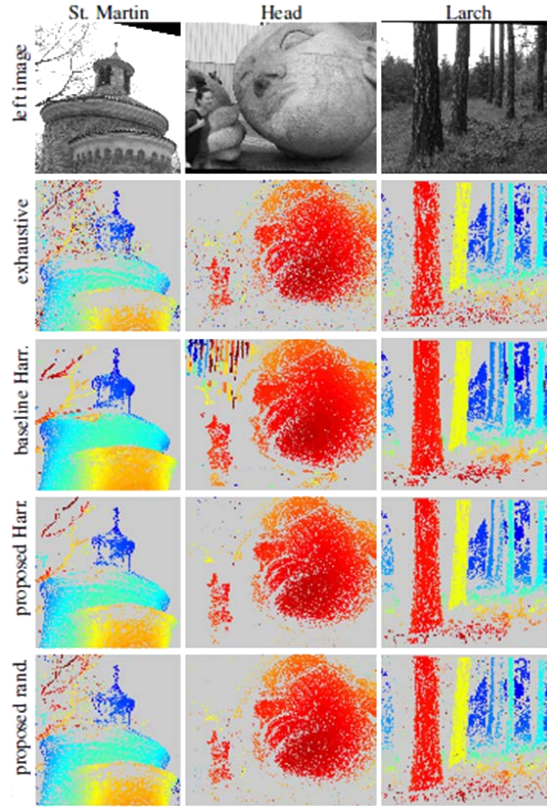 St. Martin Head Larch
left image
exhaustive
baseline Harr.
proposed Harr.
proposed rand.